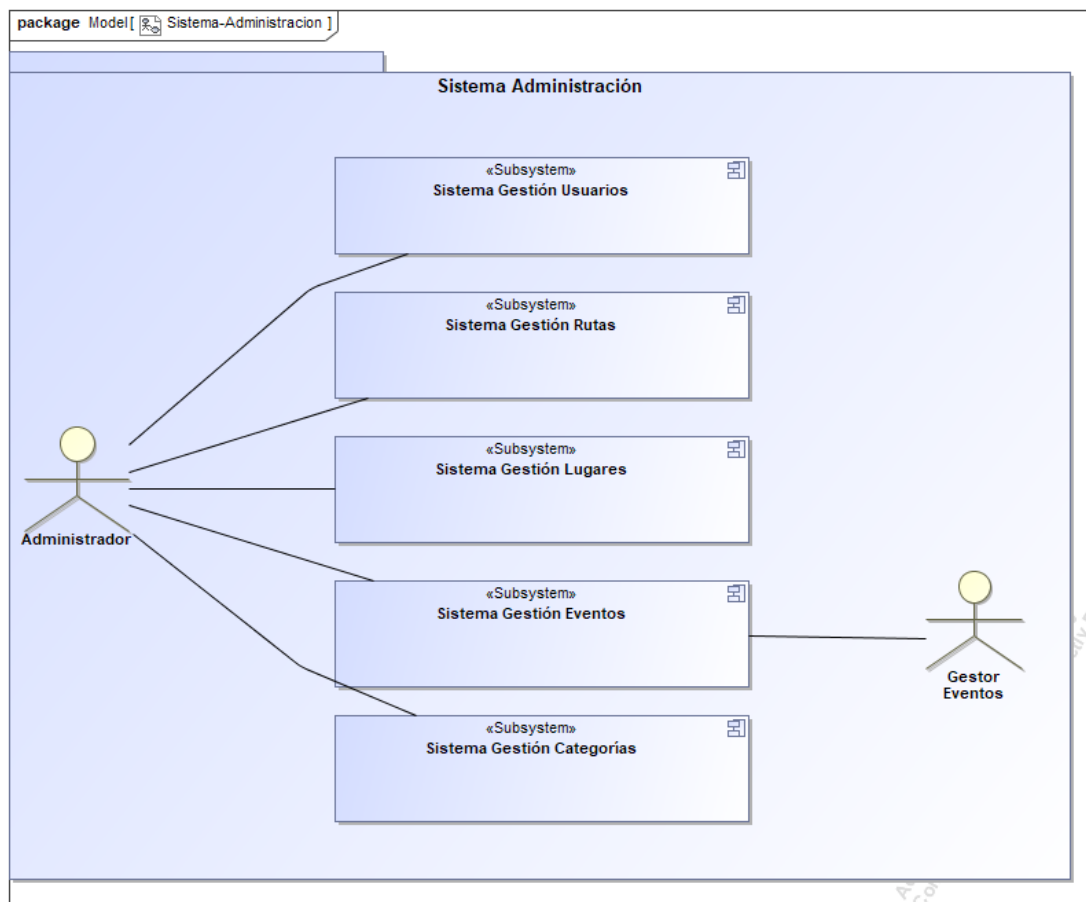 package Model[ Sistema-Administracion ]
Sistema Administración
«Subsystem»
Sistema Gestión Usuarios
«Subsystem»
Sistema Gestión Rutas
«Subsystem»
Sistema Gestión Lugares
Administrador
«Subsystem»
Sistema Gestión Eventos
Gestor
Eventos
«Subsystem»
Sistema Gestión Categorías